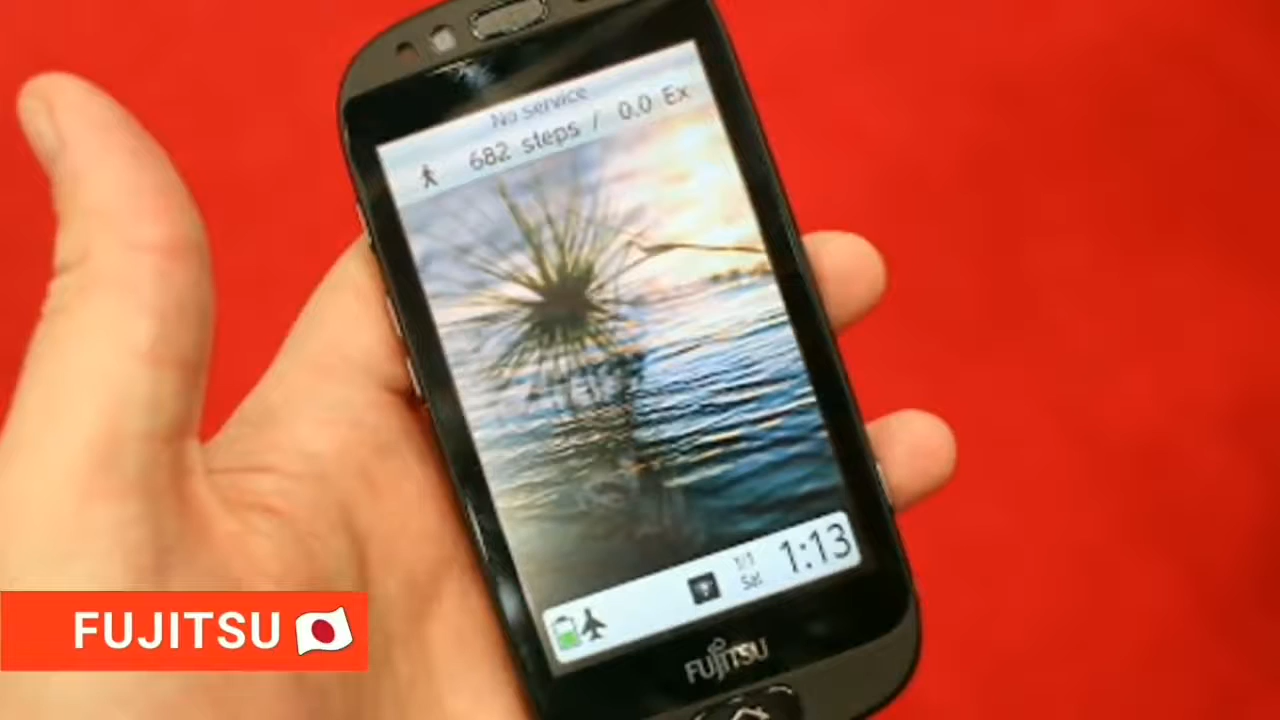 No service
682 steps / 0.0 Ex
1/1
Sat
1:13
FUJITSU
FUJITSU